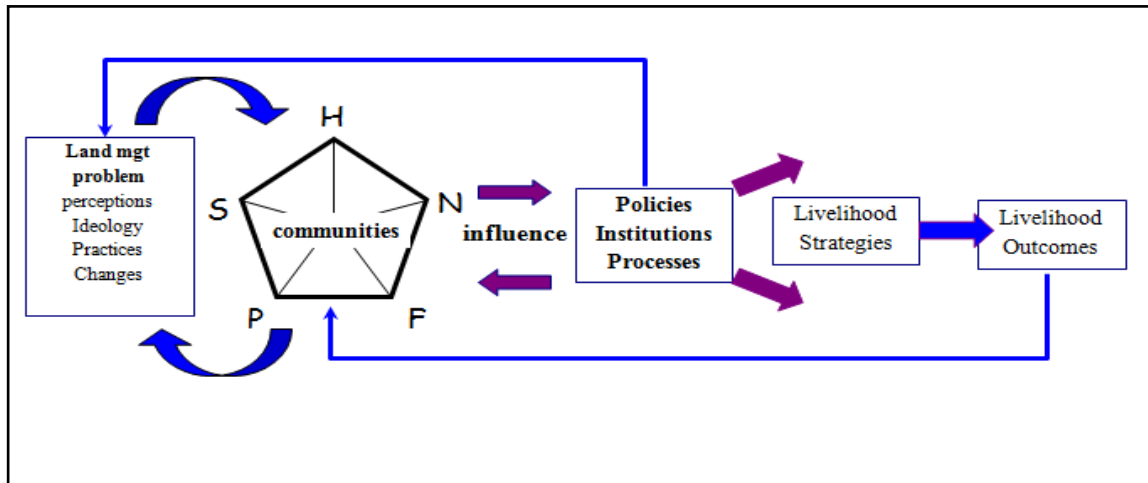 Land mgt
problem
perceptions
Ideology
Practices
Changes
H
S
N
communities
P
F
influence
Policies
Institutions
Processes
Livelihood
Strategies
Livelihood
Outcomes